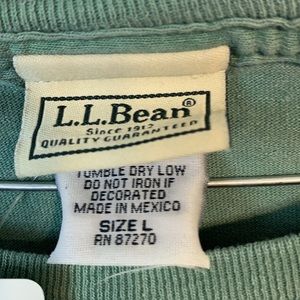 L.L.Bean®
Since 1912
QUALITY GUARANTEED
TUMBLE DRY LOW
DO NOT IRON IF
DECORATED
MADE IN MEXICO
SIZE L
RN 87270